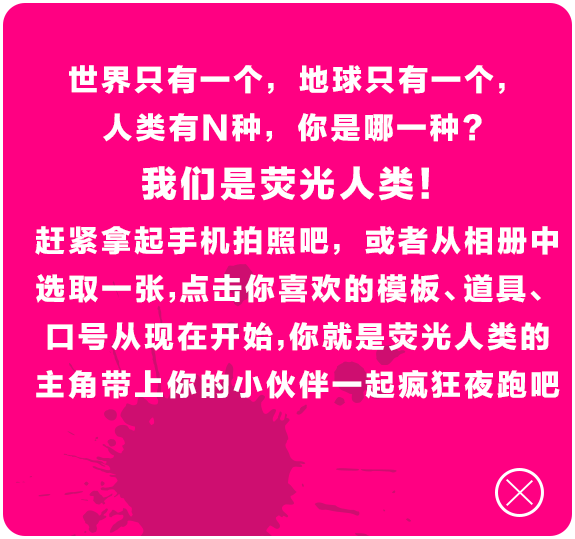 世界只有一个，地球只有一个，
人类有N种，你是哪一种？
我们是荧光人类！
赶紧拿起手机拍照吧，或者从相册中
选取一张,点击你喜欢的模板、道具、
口号从现在开始,你就是荧光人类的
主角带上你的小伙伴一起疯狂夜跑吧